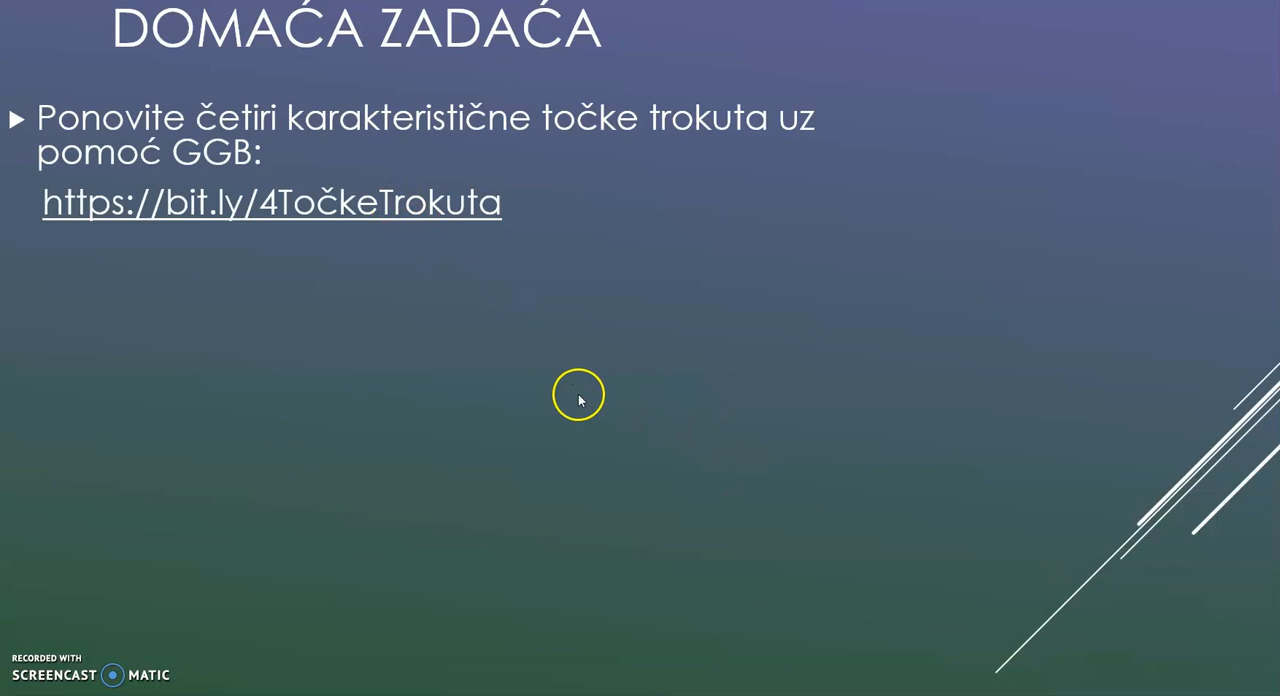 DOMAĆA ZADAĆA
Ponovite četiri karakteristične točke trokuta uz
pomoć GGB:
https://bit.ly/4TočkeTrokuta
RECORDED WITH
SCREENCAST MATIC